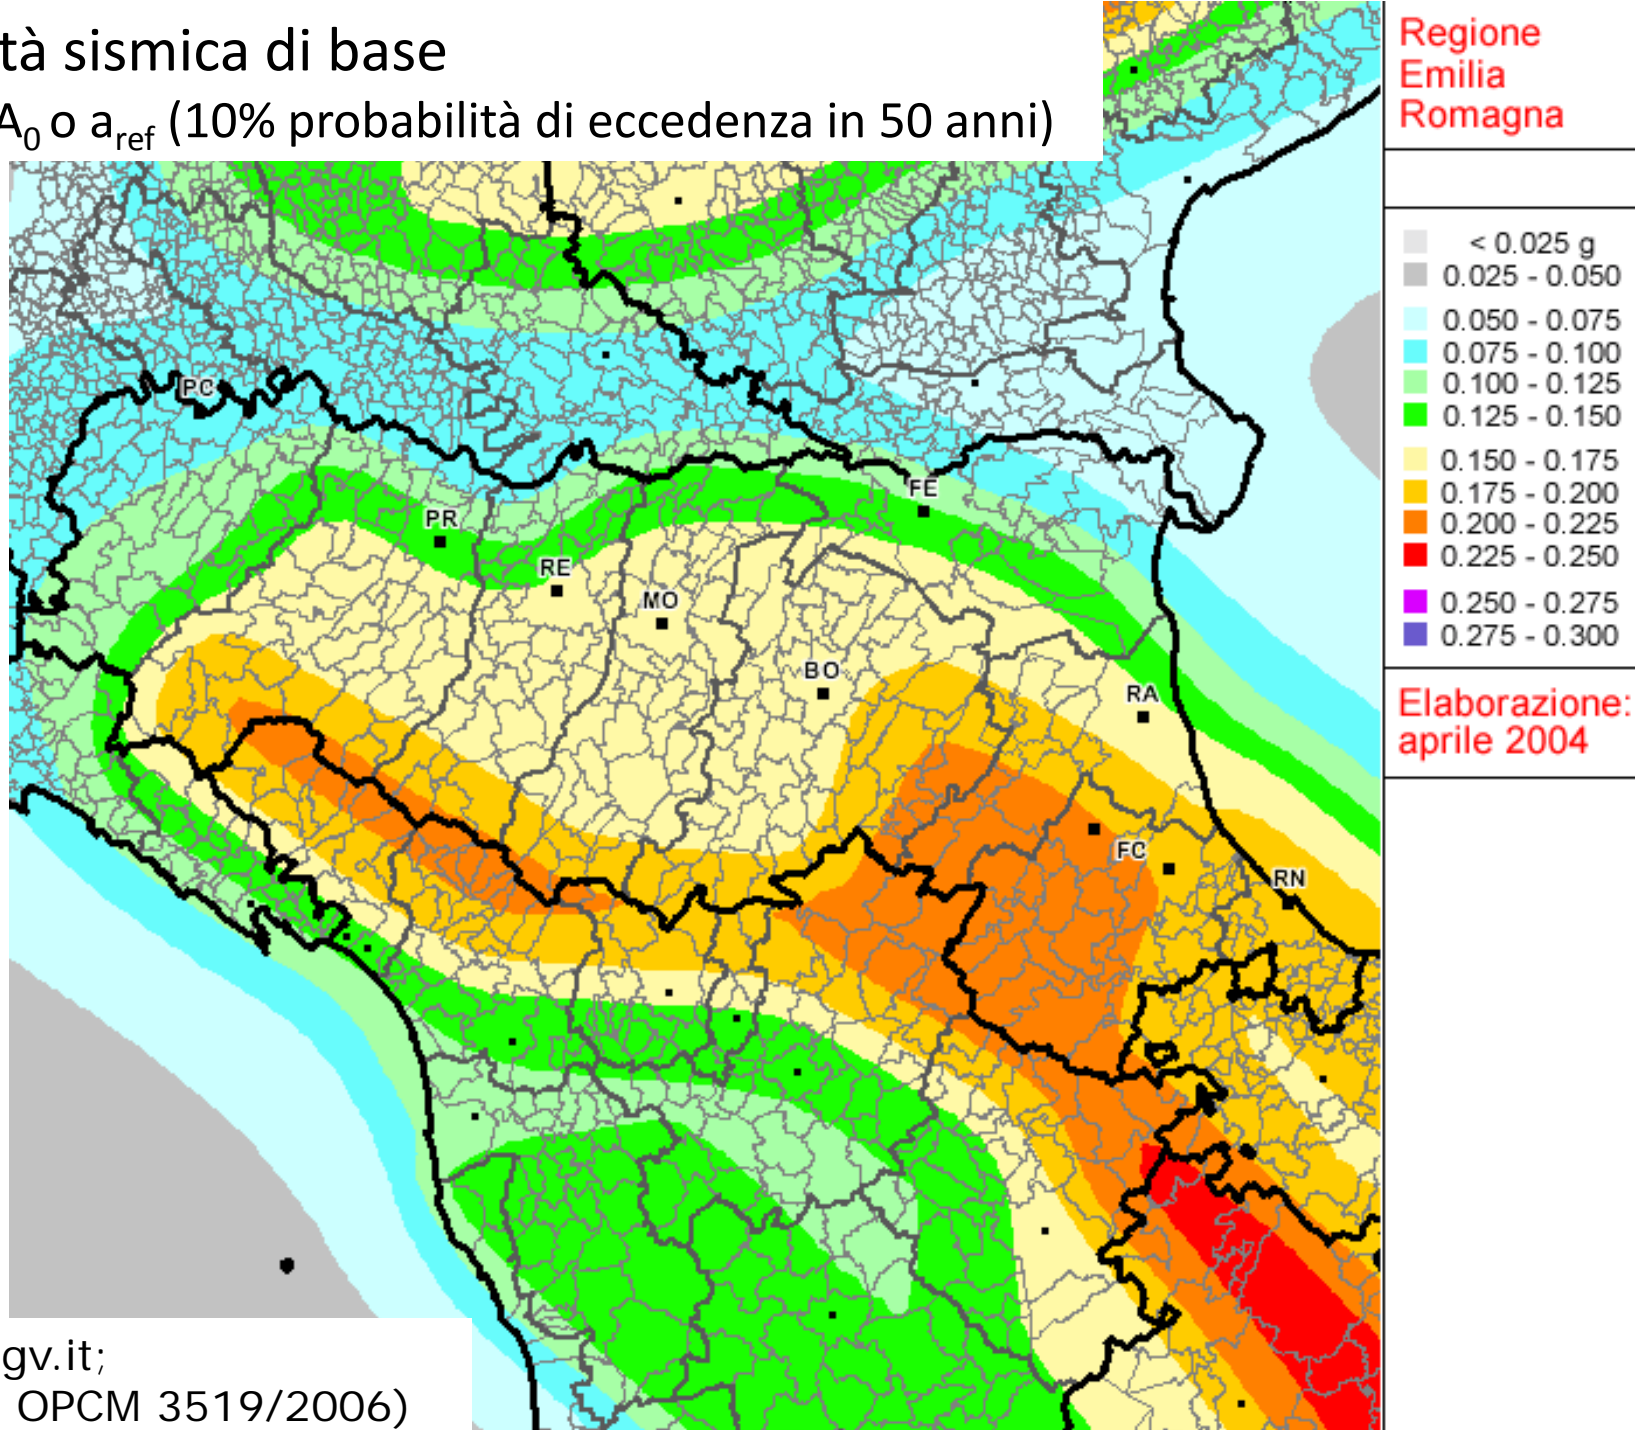 tà sismica di base
A0 o aref (10% probabilità di eccedenza in 50 anni)
Regione
Emilia
Romagna
< 0.025 g
0.025 - 0.050
0.050 - 0.075
0.075 - 0.100
0.100 - 0.125
0.125 - 0.150
0.150 - 0.175
0.175 - 0.200
0.200 - 0.225
0.225 - 0.250
0.250 - 0.275
0.275 - 0.300
Elaborazione:
aprile 2004
PC
FE
PR
RE
MO
BO
RA
FC
RN
gv.it;
OPCM 3519/2006)